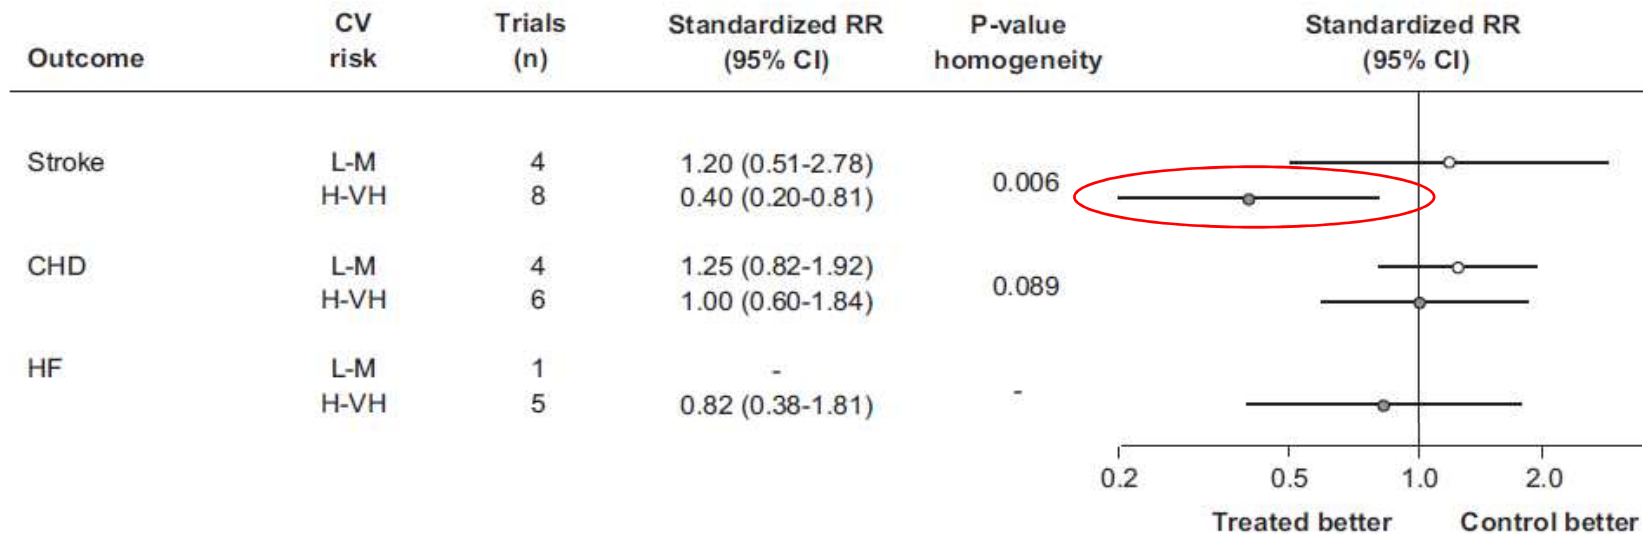 Outcome CV risk Trials (n) Standardized RR (95% CI) P-value homogeneity Standardized RR (95% CI)
Stroke L-M 4 1.20 (0.51-2.78)
0.006
H-VH 8 0.40 (0.20-0.81)
CHD L-M 4 1.25 (0.82-1.92)
0.089
H-VH 6 1.00 (0.60-1.84)
HF L-M 1 -
-
H-VH 5 0.82 (0.38-1.81)
0.2 0.5 1.0 2.0
Treated better Control better